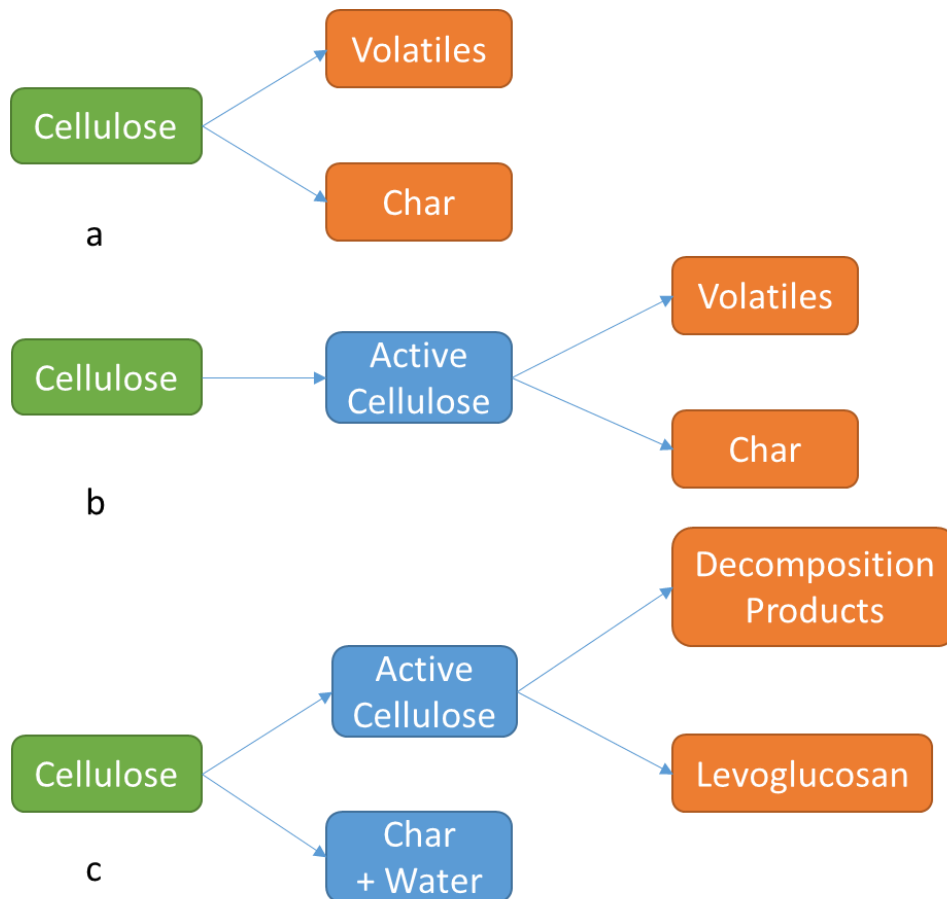 Volatiles
Cellulose
Char
a
Volatiles
Cellulose
Active
Cellulose
Char
b
Decomposition
Products
Active
Cellulose
Cellulose
Levoglucosan
Char
+ Water
c